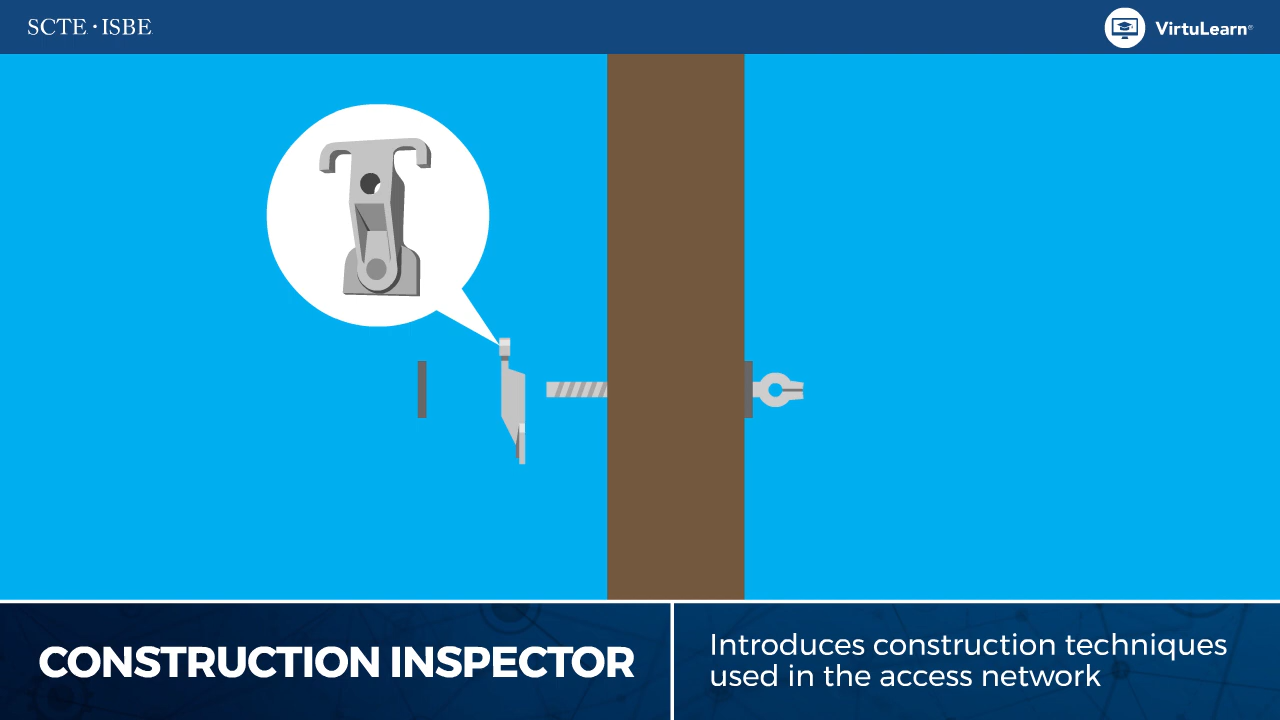 SCTE · ISBE
VirtuLearn®
CONSTRUCTION INSPECTOR
Introduces construction techniques
used in the access network